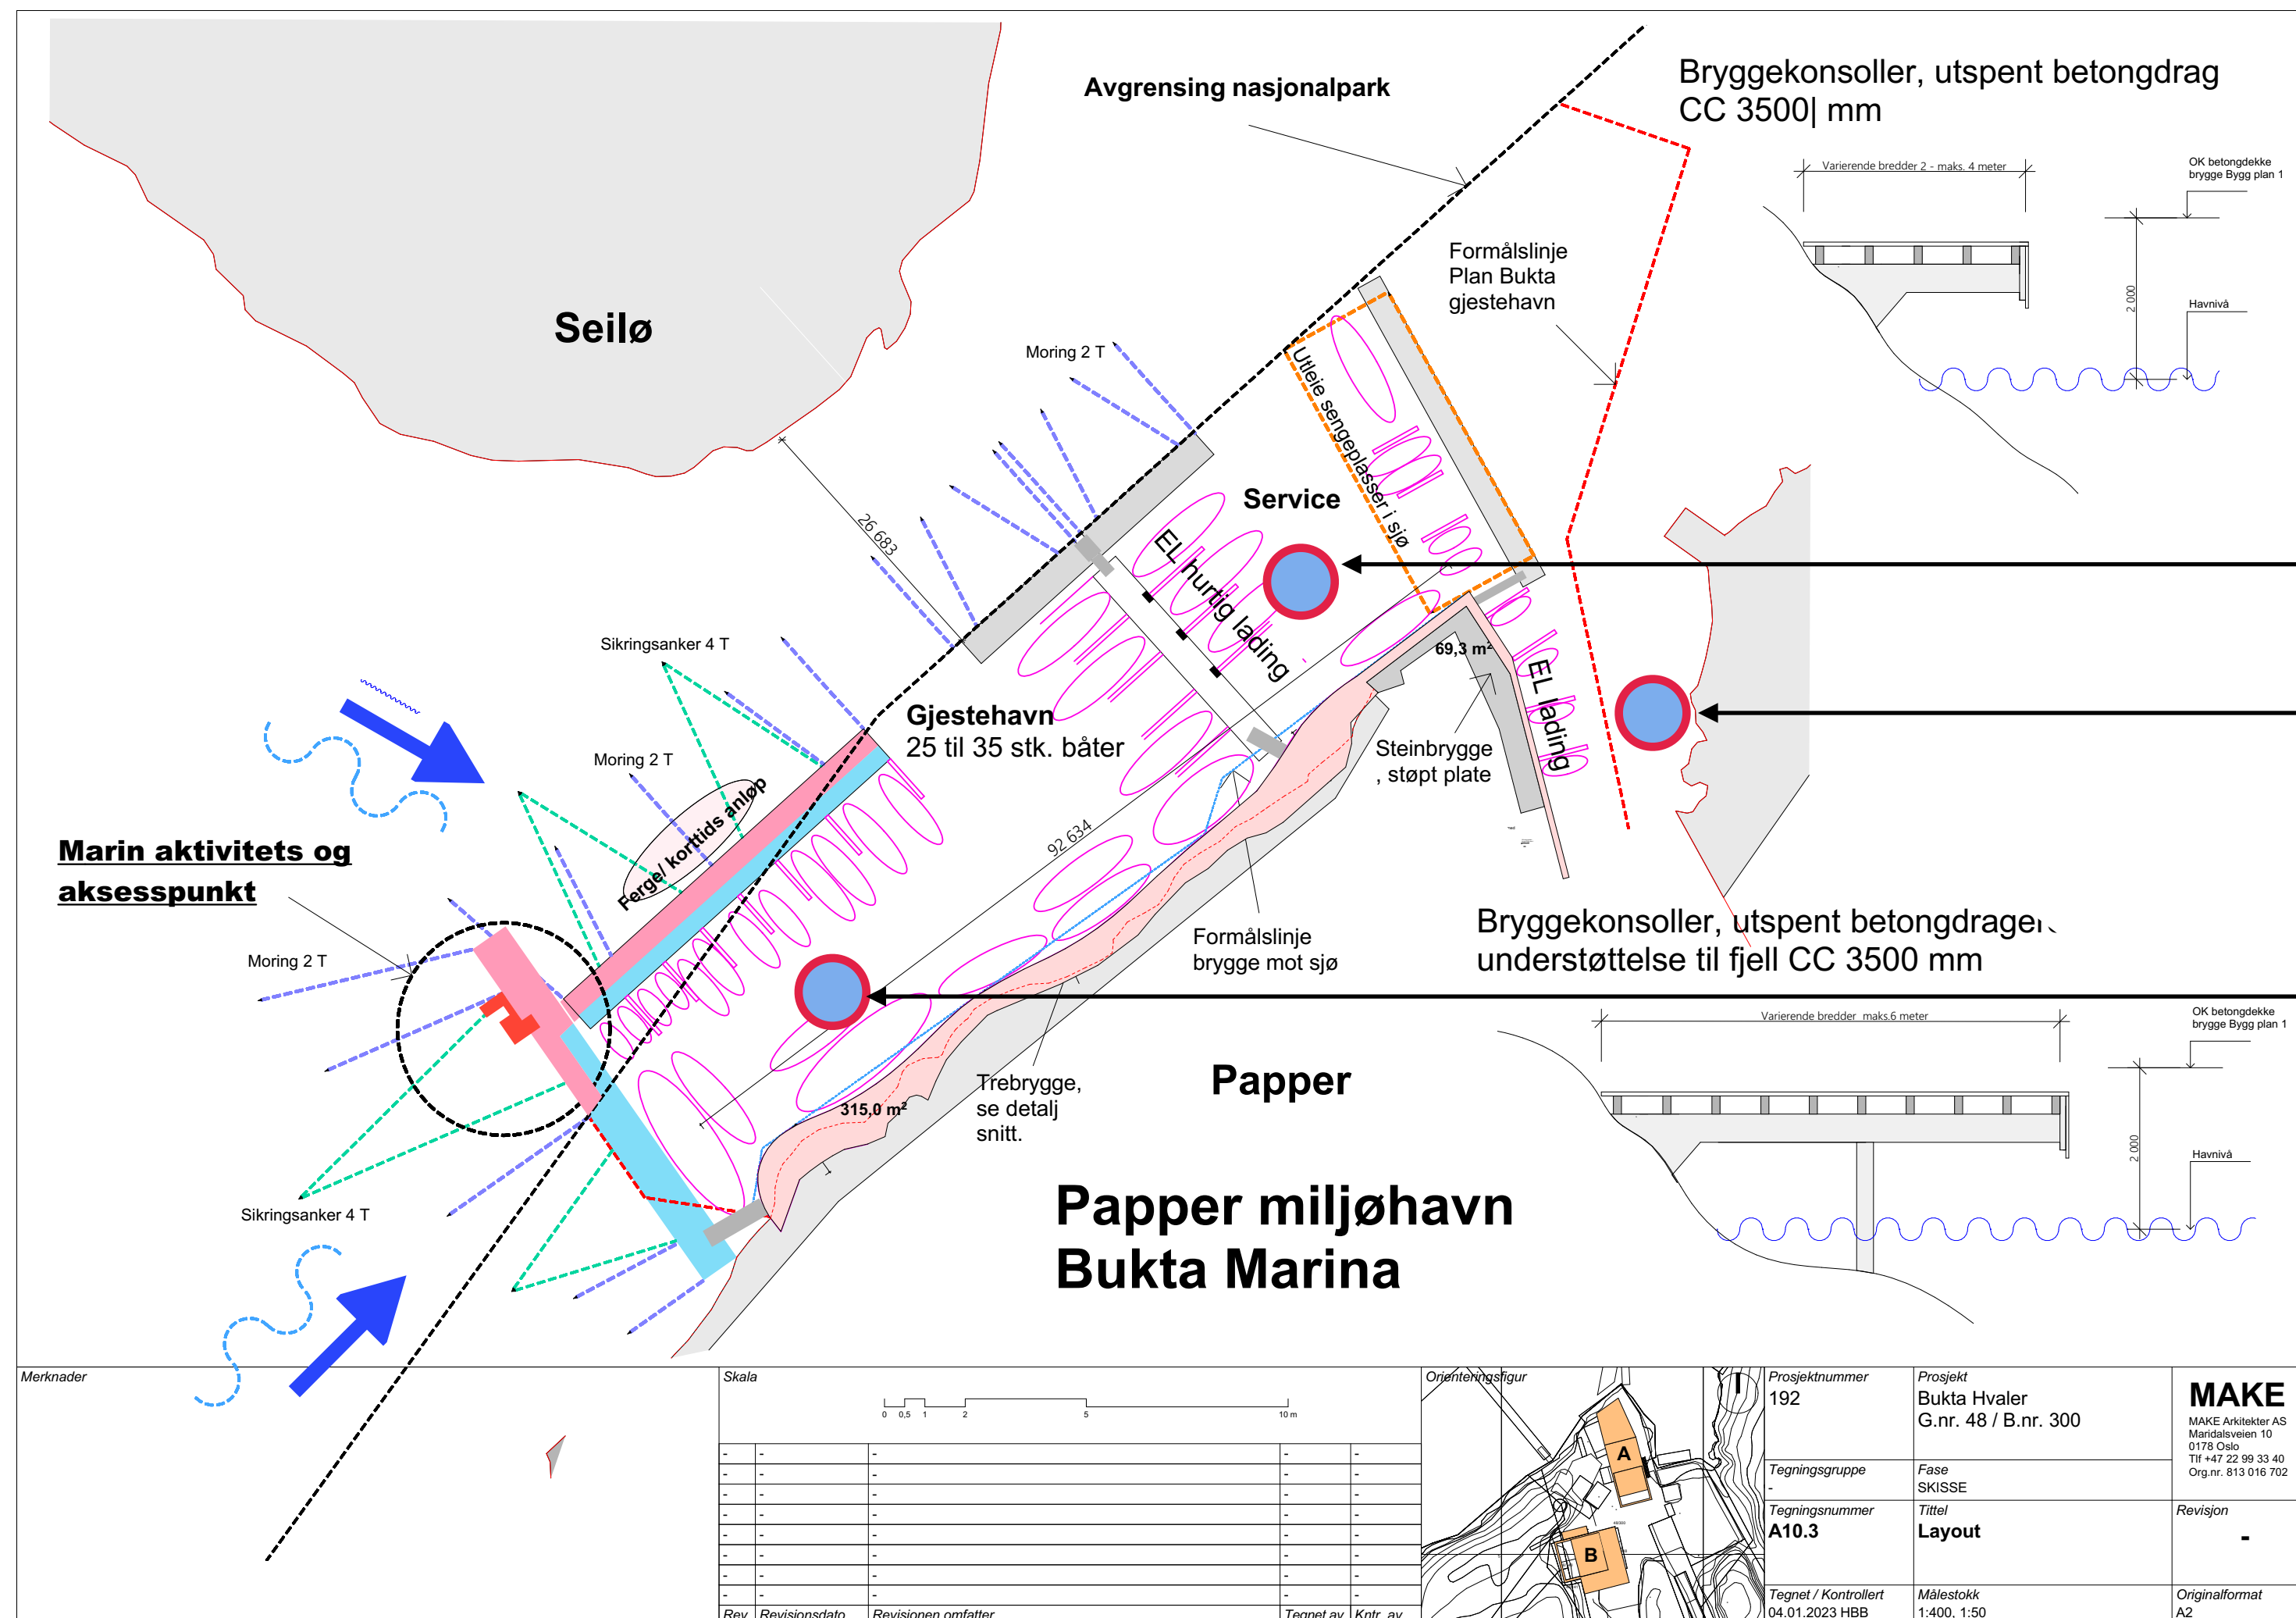 Avgrensing nasjonalpark
Bryggekonsoller, utspent betongdrag
CC 3500| mm
Varierende bredder 2 - maks. 4 meter
OK betongdekke
brygge Bygg plan 1
2 000
Havnivå
Formålslinje
Plan Bukta
gjestehavn
Seilø
Moring 2 T
Utleie sengeplasser i sjø
Service
26 683
EL hurtig lading
Sikringsanker 4 T
69,3 m²
EL lading
Gjestehavn
25 til 35 stk. båter
Steinbrygge
, støpt plate
Moring 2 T
Ferge/ korttids anløp
92 634
Marin aktivitets og
aksesspunkt
Moring 2 T
Formålslinje
brygge mot sjø
Bryggekonsoller, utspent betongdrager
understøttelse til fjell CC 3500 mm
Varierende bredder maks.6 meter
OK betongdekke
brygge Bygg plan 1
2 000
Havnivå
Trebrygge,
se detalj
snitt.
315,0 m²
Papper
Sikringsanker 4 T
Papper miljøhavn
Bukta Marina
Merknader
Skala
0 0,5 1 2 5 10 m
- - - - -
- - - - -
- - - - -
- - - - -
- - - - -
- - - - -
- - - - -
- - - - -
Rev Revisjonsdato Revisjonen omfatter Tegnet av Kntr. av
Orienteringsfigur
A
B
Prosjektnummer
192
Prosjekt
Bukta Hvaler
G.nr. 48 / B.nr. 300
MAKE
MAKE Arkitekter AS
Maridalsveien 10
0178 Oslo
Tlf +47 22 99 33 40
Org.nr. 813 016 702
Tegningsgruppe
-
Fase
SKISSE
Tegningsnummer
A10.3
Tittel
Layout
Revisjon
-
Tegnet / Kontrollert
04.01.2023 HBB
Målestokk
1:400, 1:50
Originalformat
A2